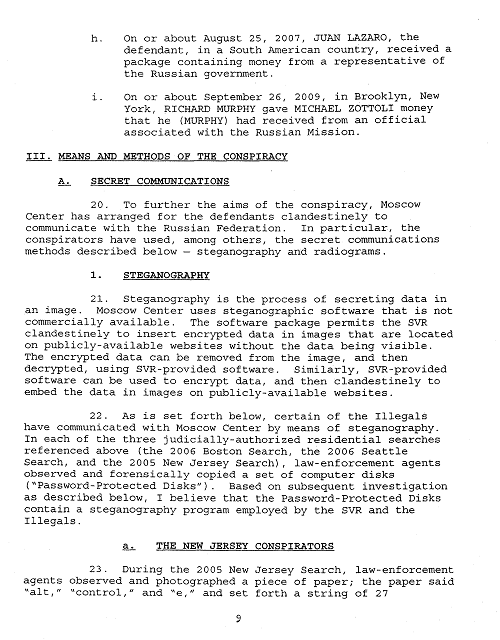 h. On or about August 25, 2007, JUAN LAZARO, the
defendant, in a South American country, received a
package containing money from a representative of
the Russian government.
i. On or about September 26, 2009, in Brooklyn, New
York, RICHARD MURPHY gave MICHAEL ZOTTOLI money
that he (MURPHY) had received from an official
associated with the Russian Mission.
III. MEANS AND METHODS OF THE CONSPIRACY
A. SECRET COMMUNICATIONS
20. To further the aims of the conspiracy, Moscow
Center has arranged for the defendants clandestinely to
communicate with the Russian Federation. In particular, the
conspirators have used, among others, the secret communications
methods described below — steganography and radiograms.
1. STEGANOGRAPHY
21. Steganography is the process of secreting data in
an image. Moscow Center uses steganographic software that is not
commercially available. The software package permits the SVR
clandestinely to insert encrypted data in images that are located
on publicly-available websites without the data being visible.
The encrypted data can be removed from the image, and then
decrypted, using SVR-provided software. Similarly, SVR-provided
software can be used to encrypt data, and then clandestinely to
embed the data in images on publicly-available websites.
22. As is set forth below, certain of the Illegals
have communicated with Moscow Center by means of steganography.
In each of the three judicially-authorized residential searches
referenced above (the 2006 Boston Search, the 2006 Seattle
Search, and the 2005 New Jersey Search), law-enforcement agents
observed and forensically copied a set of computer disks
("Password-Protected Disks"). Based on subsequent investigation
as described below, I believe that the Password-Protected Disks
contain a steganography program employed by the SVR and the
Illegals.
a. THE NEW JERSEY CONSPIRATORS
23. During the 2005 New Jersey Search, law-enforcement
agents observed and photographed a piece of paper; the paper said
"alt," "control," and "e," and set forth a string of 27
9